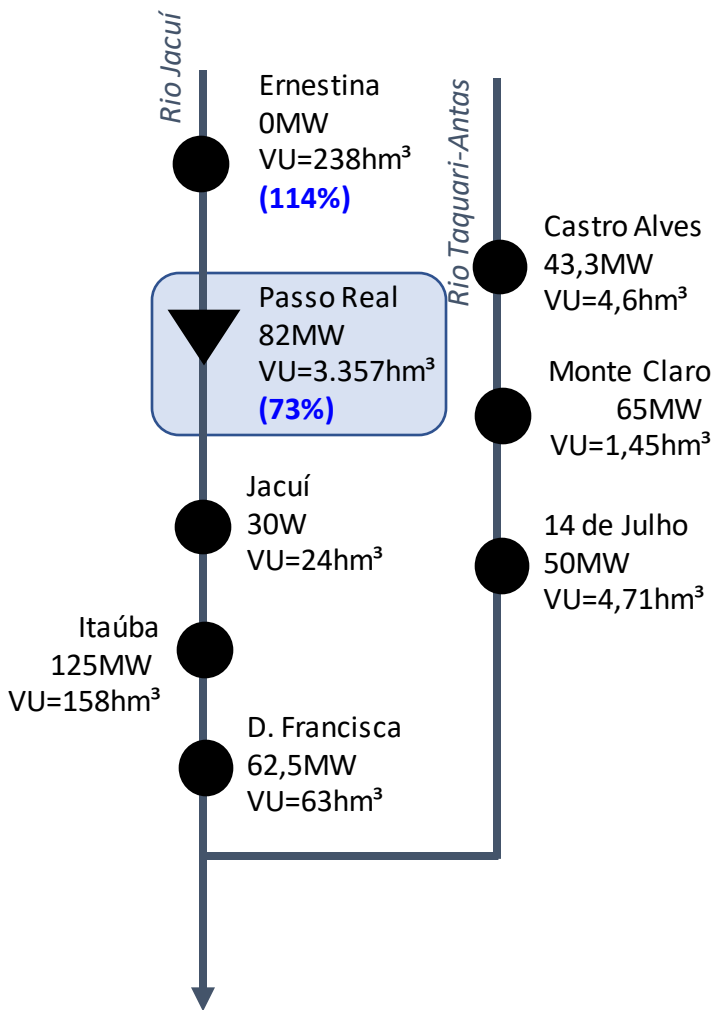 Rio Jacuí
Ernestina
0MW
VU=238hm³
(114%)
Passo Real
82MW
VU=3.357hm³
(73%)
Jacuí
30W
VU=24hm³
Itaúba
125MW
VU=158hm³
D. Francisca
62,5MW
VU=63hm³
Rio Taquari-Antas
Castro Alves
43,3MW
VU=4,6hm³
Monte Claro
65MW
VU=1,45hm³
14 de Julho
50MW
VU=4,71hm³